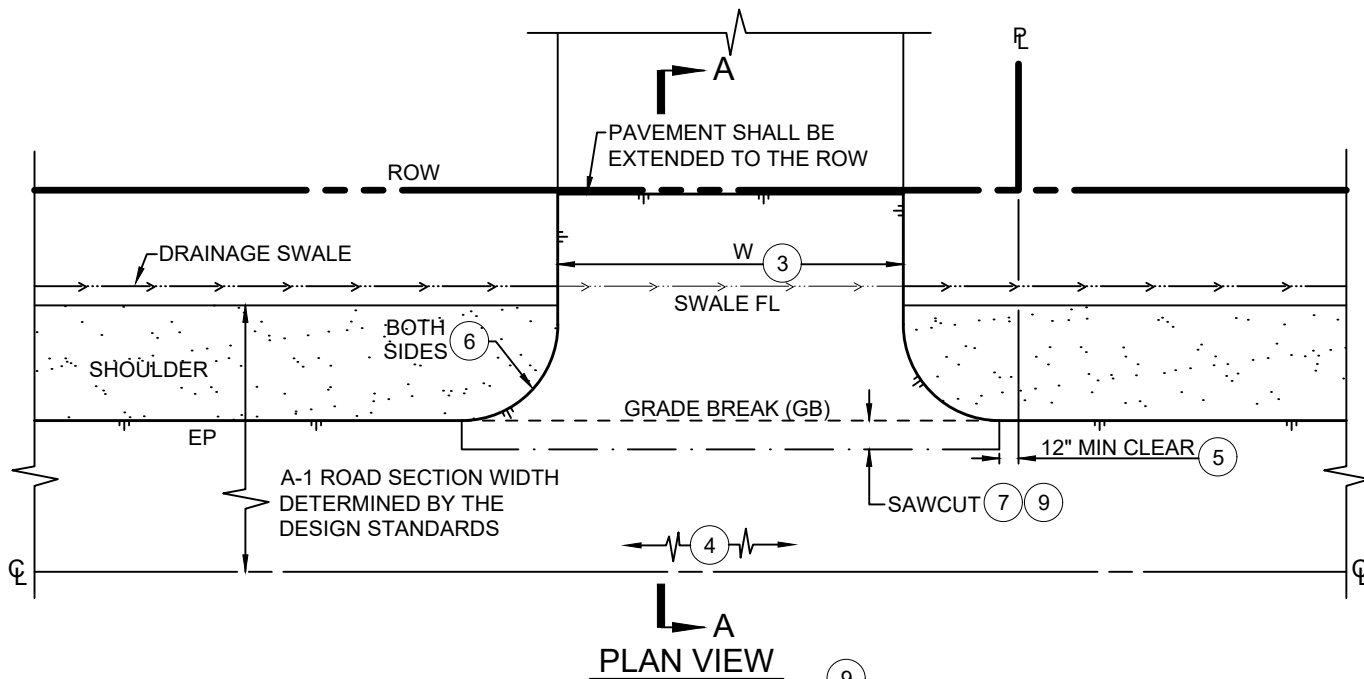 A
PL
PAVEMENT SHALL BE
EXTENDED TO THE ROW
ROW
DRAINAGE SWALE
W 3
SWALE FL
BOTH
SIDES 6
SHOULDER
GRADE BREAK (GB)
EP
12" MIN CLEAR 5
A-1 ROAD SECTION WIDTH
DETERMINED BY THE
DESIGN STANDARDS
SAWCUT 7 9
4
CL
CL
A
PLAN VIEW
9